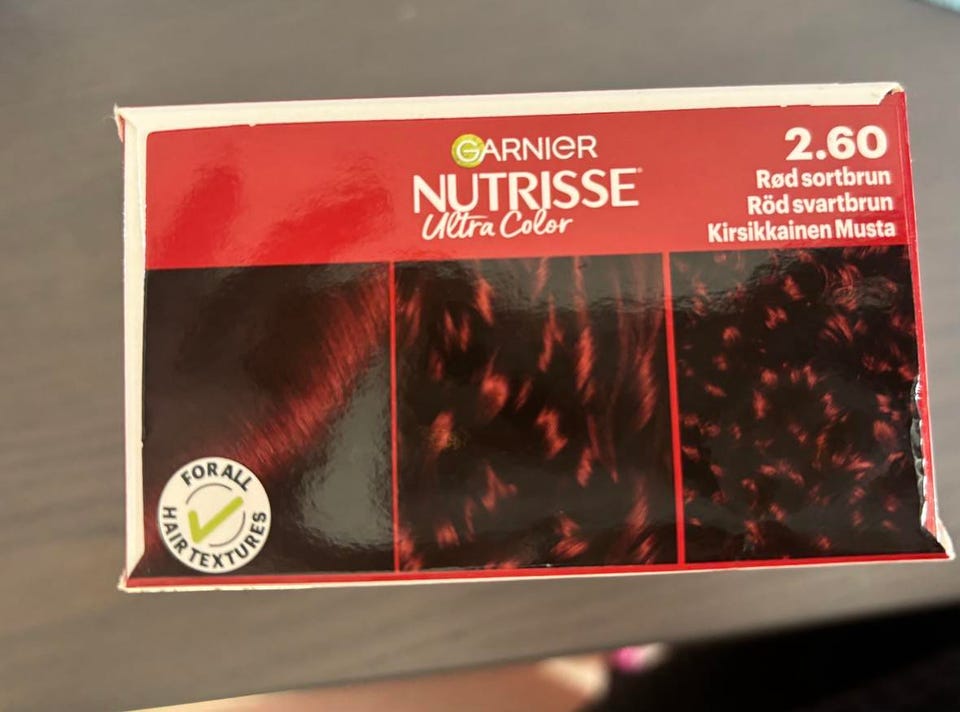 GARNIER
NUTRISSE
Ultra Color
2.60
Rød sortbrun
Röd svartbrun
Kirsikkainen Musta
FOR ALL
HAIR TEXTURES